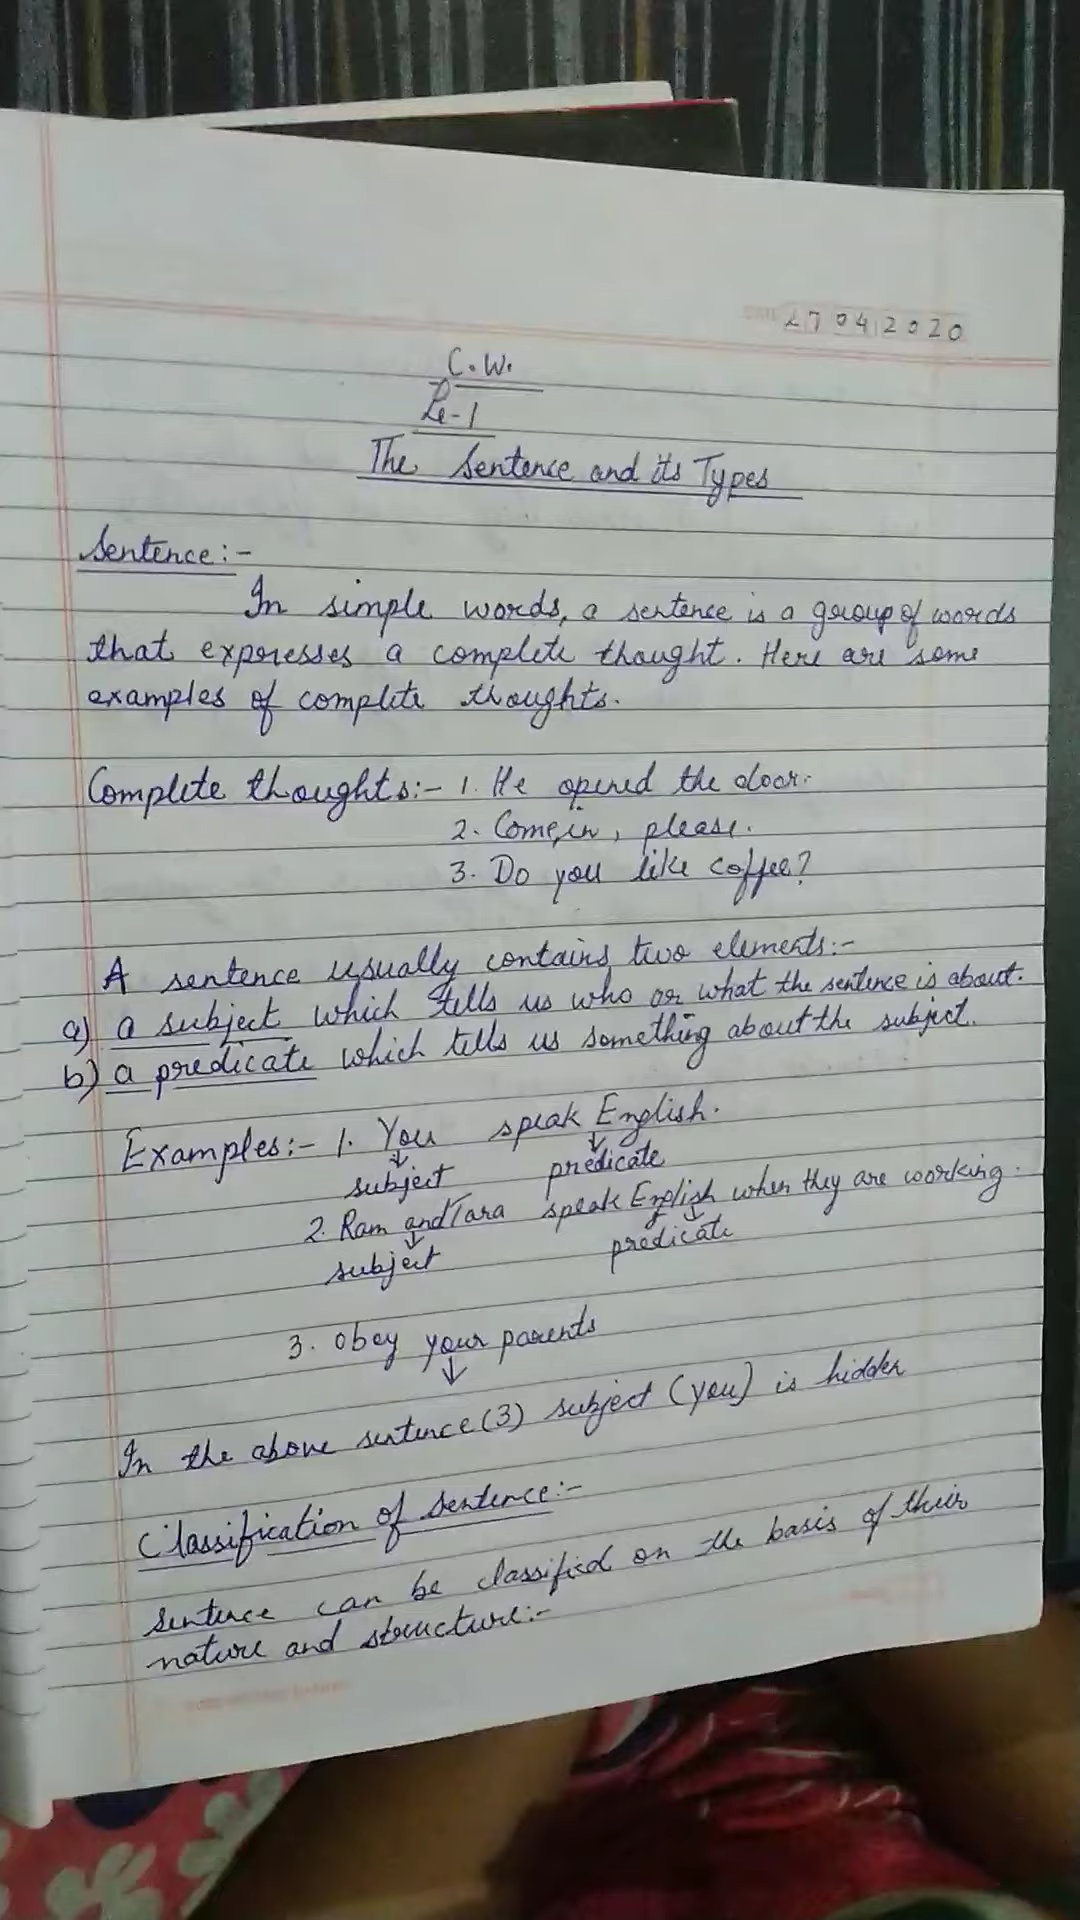 DATE 27 04 2020
C.W.
Le-1
The Sentence and its Types
Sentence:-
In simple words, a sentence is a group of words
that expresses a complete thought. Here are some
examples of complete thoughts.
Complete thoughts:- 1. He opened the door.
2. Come in, please.
3. Do you like coffee?
A sentence usually contains two elements:-
a) a subject which tells us who or what the sentence is about.
b) a predicate which tells us something about the subject.
Examples:- 1. You speak English.
subject predicate
2. Ram and Tara speak English when they are working.
subject predicate
3. Obey your parents
In the above sentence (3) subject (you) is hidden
Classification of sentence:-
sentence can be classified on the basis of their
nature and structure:-